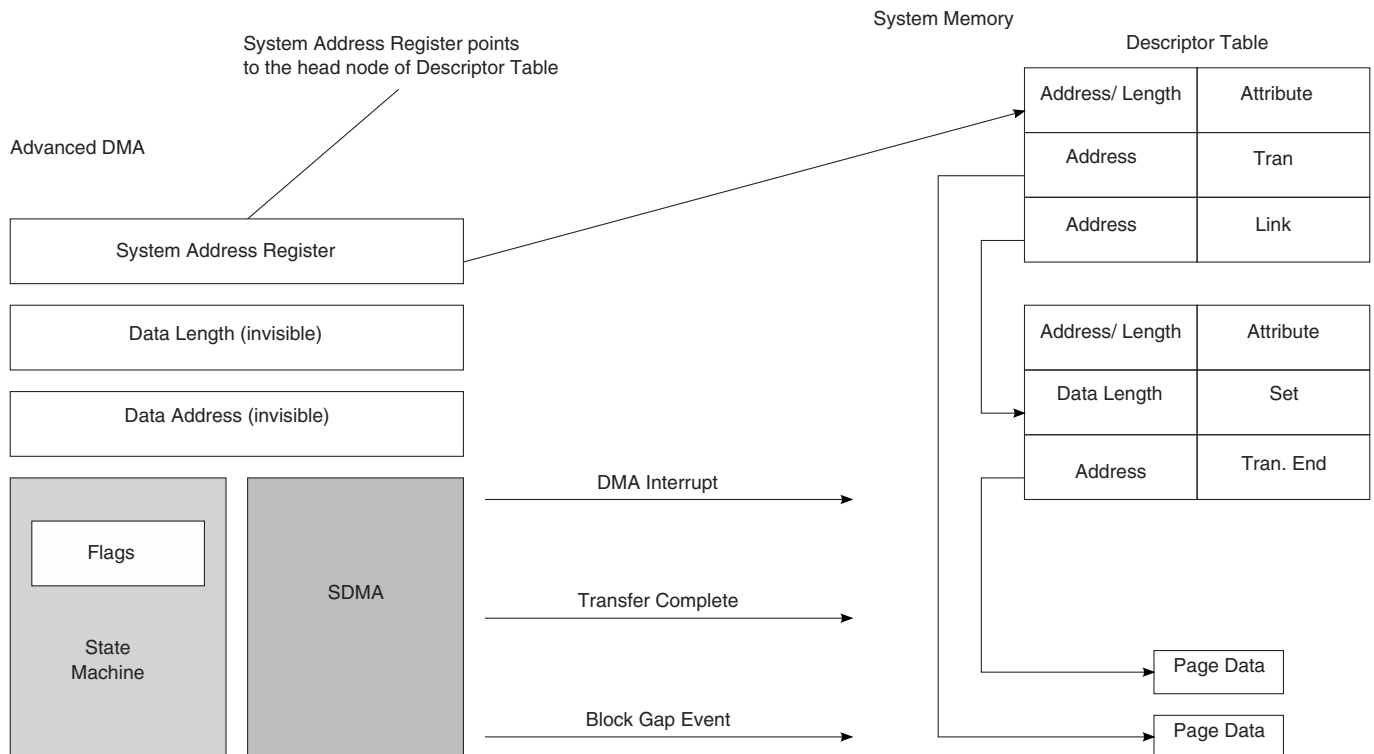 System Memory
System Address Register points
to the head node of Descriptor Table
Descriptor Table
Advanced DMA
Address/ Length
Attribute
Address
Tran
Address
Link
System Address Register
Data Length (invisible)
Data Address (invisible)
Address/ Length
Attribute
Data Length
Set
Address
Tran. End
Flags
State
Machine
SDMA
DMA Interrupt
Transfer Complete
Block Gap Event
Page Data
Page Data